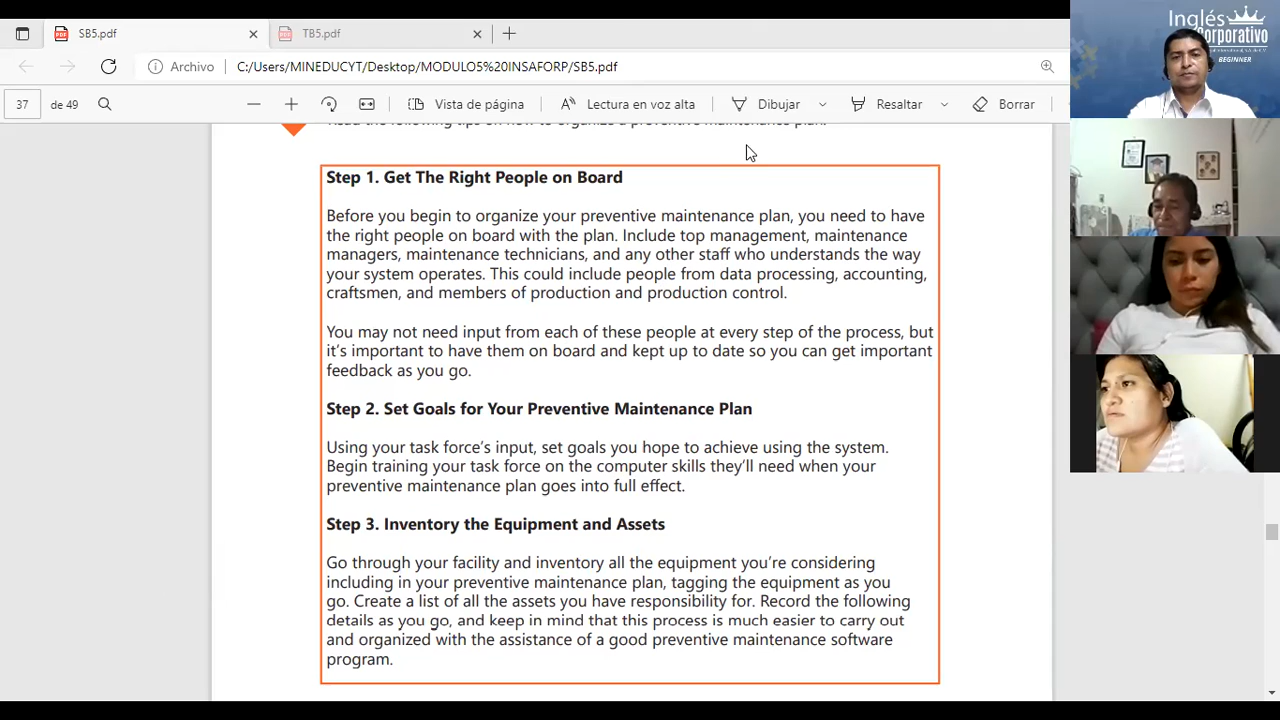 SB5.pdf
TB5.pdf
Archivo C:/Users/MINEDUCYT/Desktop/MODULO5%20INSAFORP/SB5.pdf
37 de 49 Vista de página Lectura en voz alta Dibujar Resaltar Borrar
Read the following tips on how to organize a preventive maintenance plan.
Step 1. Get The Right People on Board
Before you begin to organize your preventive maintenance plan, you need to have
the right people on board with the plan. Include top management, maintenance
managers, maintenance technicians, and any other staff who understands the way
your system operates. This could include people from data processing, accounting,
craftsmen, and members of production and production control.
You may not need input from each of these people at every step of the process, but
it's important to have them on board and kept up to date so you can get important
feedback as you go.
Step 2. Set Goals for Your Preventive Maintenance Plan
Using your task force's input, set goals you hope to achieve using the system.
Begin training your task force on the computer skills they'll need when your
preventive maintenance plan goes into full effect.
Step 3. Inventory the Equipment and Assets
Go through your facility and inventory all the equipment you're considering
including in your preventive maintenance plan, tagging the equipment as you
go. Create a list of all the assets you have responsibility for. Record the following
details as you go, and keep in mind that this process is much easier to carry out
and organized with the assistance of a good preventive maintenance software
program.
Inglés
Corporativo
BEGINNER